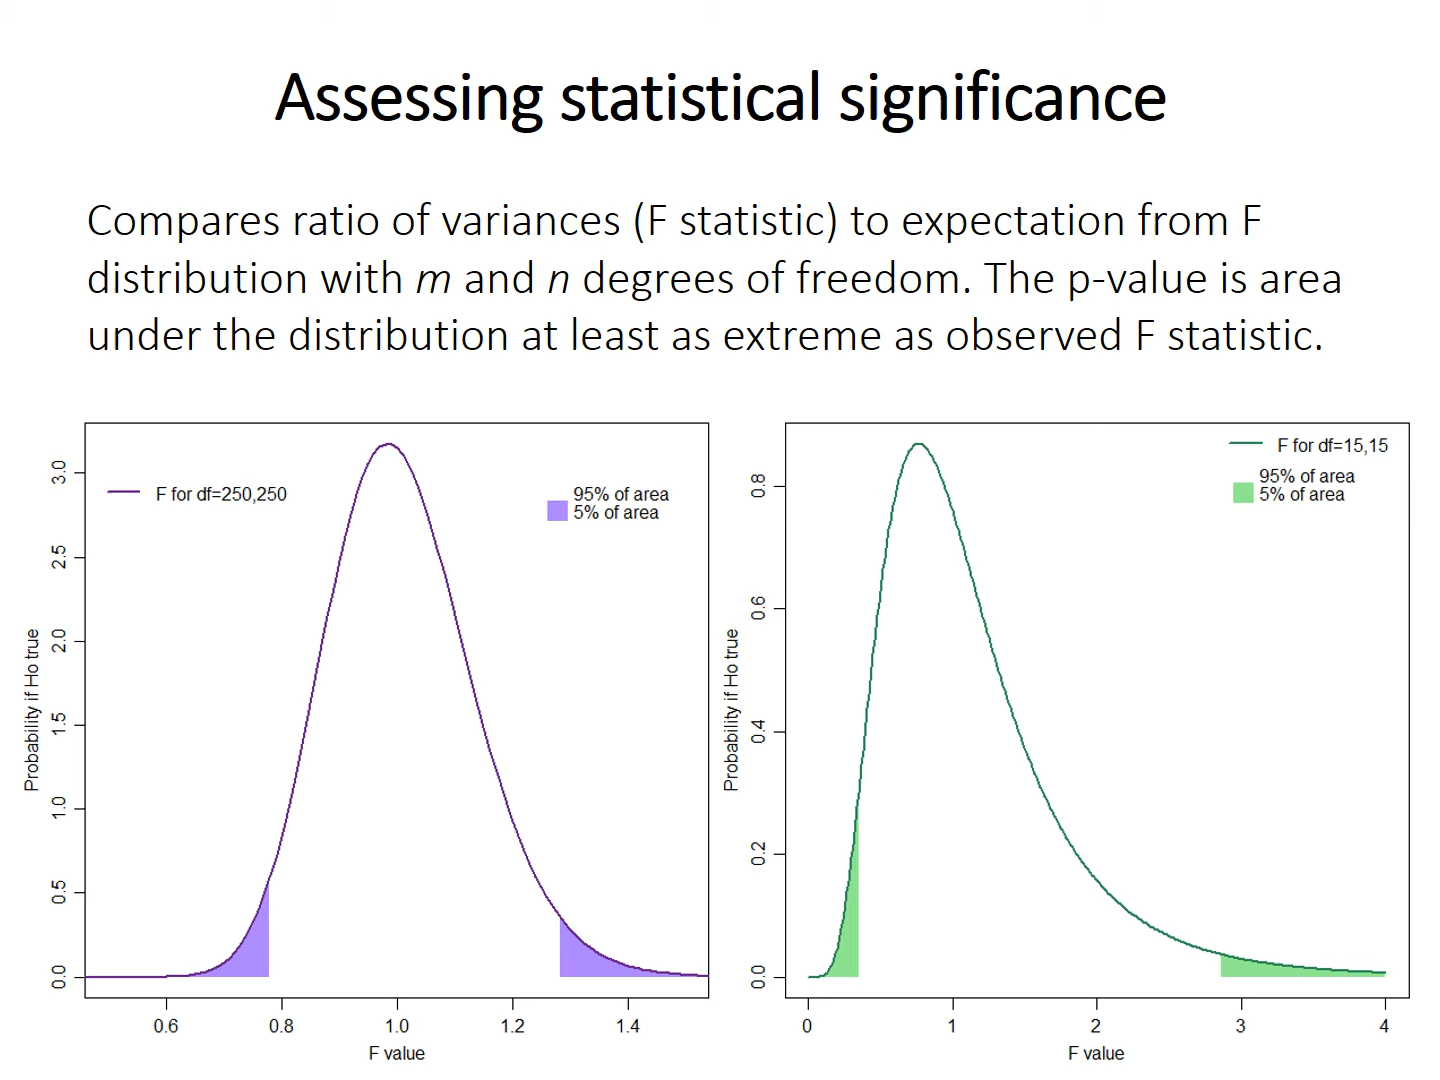 Assessing statistical significance
Compares ratio of variances (F statistic) to expectation from F
distribution with m and n degrees of freedom. The p-value is area
under the distribution at least as extreme as observed F statistic.
F for df=250,250
95% of area
5% of area
Probability if Ho true
3.0
2.5
2.0
1.5
1.0
0.5
0.0
0.6 0.8 1.0 1.2 1.4
F value
F for df=15,15
95% of area
5% of area
Probability if Ho true
0.8
0.6
0.4
0.2
0.0
0 1 2 3 4
F value